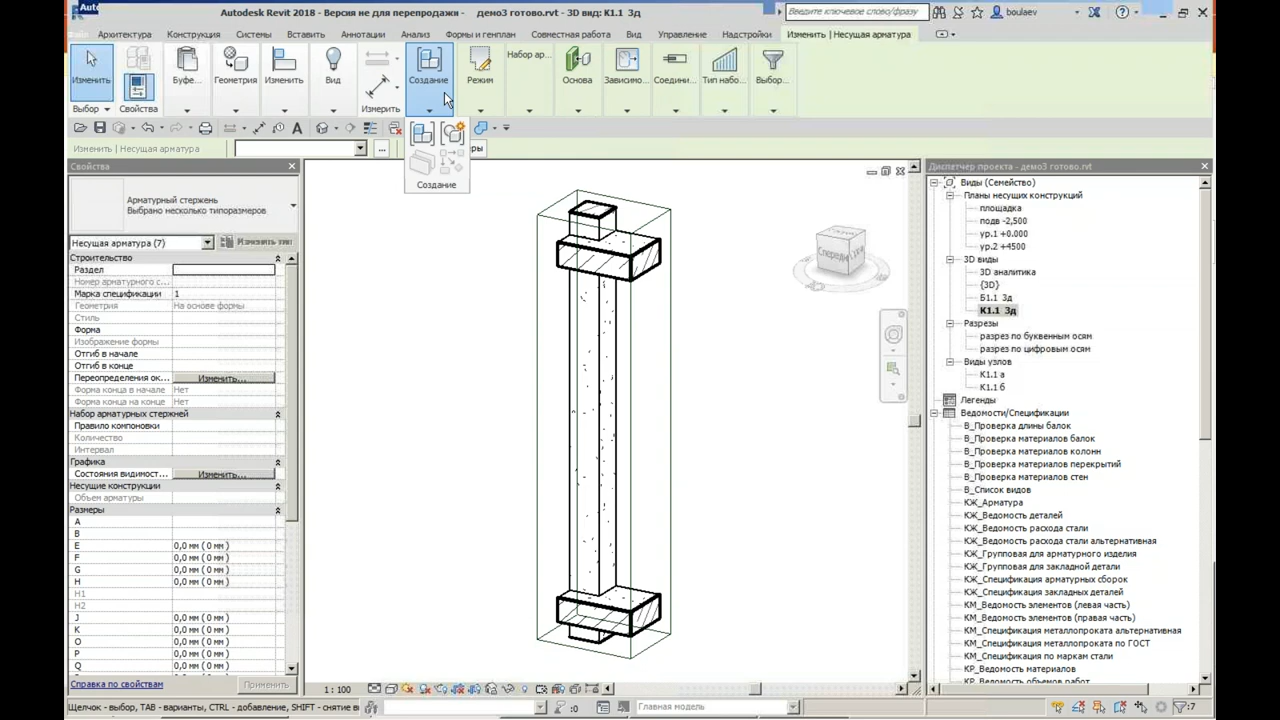 Autodesk Revit 2018 - Версия не для перепродажи - демо3 готово.rvt - 3D вид: К1.1 3д
Введите ключевое слово/фразу
boulaev
Архитектура Конструкция Системы Вставить Аннотации Анализ Формы и генплан Совместная работа Вид Управление Надстройки Изменить | Несущая арматура
Изменить
Буфе... Геометрия Изменить Вид Создание Режим Набор ар... Основа Зависимо... Соедини... Тип набо... Выбор...
Выбор Свойства Измерить
Изменить | Несущая арматура
Создание
Свойства
Арматурный стержень
Выбрано несколько типоразмеров
Несущая арматура (7)
Изменить тип
Строительство
Раздел
Номер арматурного с...
Марка спецификации 1
Геометрия На основе формы
Стиль
Форма
Изображение формы
Отгиб в начале
Отгиб в конце
Переопределения ок... Изменить...
Форма конца в начале Нет
Форма конца на конце Нет
Набор арматурных стержней
Правило компоновки
Количество
Интервал
Графика
Состояния видимост... Изменить...
Несущие конструкции
Объем арматуры
Размеры
A
B
E 0,0 мм ( 0 мм )
F 0,0 мм ( 0 мм )
G 0,0 мм ( 0 мм )
H 0,0 мм ( 0 мм )
H1
H2
J 0,0 мм ( 0 мм )
K 0,0 мм ( 0 мм )
O 0,0 мм ( 0 мм )
P 0,0 мм ( 0 мм )
Q 0,0 мм ( 0 мм )
Справка по свойствам
Применить
Спереди
1 : 100
Диспетчер проекта - демо3 готово.rvt
Виды (Семейство)
Планы несущих конструкций
площадка
подв -2,500
ур.1 +0.000
ур.2 +4500
3D виды
3D аналитика
{3D}
Б1.1 3д
К1.1 3д
Разрезы
разрез по буквенным осям
разрез по цифровым осям
Виды узлов
К1.1 а
К1.1 б
Легенды
Ведомости/Спецификации
В_Проверка длины балок
В_Проверка материалов балок
В_Проверка материалов колонн
В_Проверка материалов перекрытий
В_Проверка материалов стен
В_Список видов
КЖ_Арматура
КЖ_Ведомость деталей
КЖ_Ведомость расхода стали
КЖ_Ведомость расхода стали альтернативная
КЖ_Групповая для арматурного изделия
КЖ_Групповая для закладной детали
КЖ_Спецификация арматурных сборок
КЖ_Спецификация закладных деталей
КМ_Ведомость элементов (левая часть)
КМ_Ведомость элементов (правая часть)
КМ_Спецификация металлопроката альтернативная
КМ_Спецификация металлопроката по ГОСТ
КМ_Спецификация по маркам стали
КР_Ведомость материалов
КР_Ведомость объемов работ
Щелчок - выбор, TAB - варианты, CTRL - добавление, SHIFT - снятие в
:0
Главная модель
:7